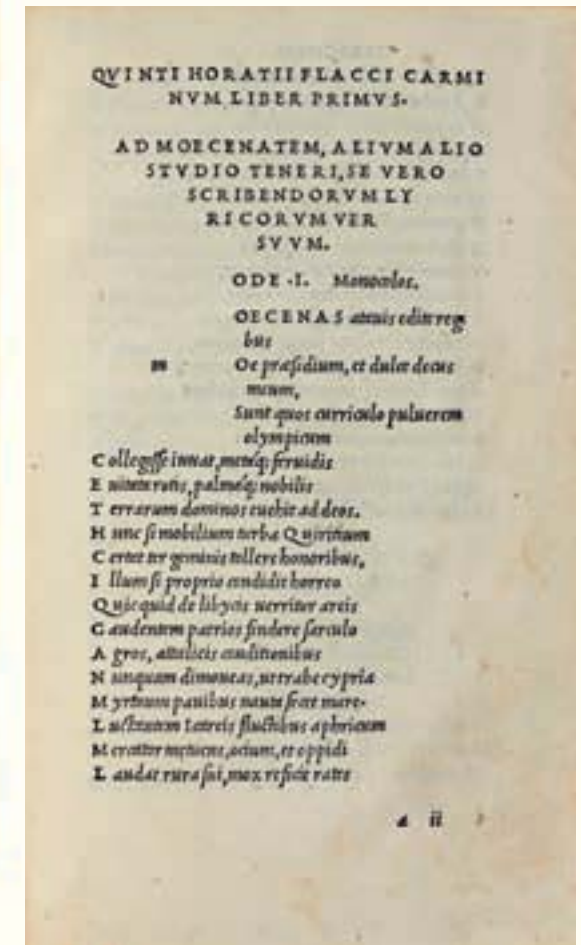 QVINTI HORATII FLACCI CARMI
NVM LIBER PRIMVS.
AD MOECENATEM, ALIVM ALIO
STVDIO TENERI, SE VERO
SCRIBENDORVM LY
RICORVM VER
SVVM.
ODE .I. Monocolos.
OECENAS atauis edite reg
bus
m Oe præsidium, et dulce decus
meum,
Sunt quos curriculo puluerem
olympicum
C ollegisse iuuat, metaq; feruidis
E uitata rotis, palmaq; nobilis
T errarum dominos euehit ad deos.
H unc si mobilium turba Quiritium
C ertat ter geminis tollere honoribus,
I llum si proprio condidit horreo
Q uicquid de libycis uerritur areis
G audentem patrios findere sarculo
A gros, attalicis conditionibus
N unquam dimoueas, ut trabe cypria
M yrtoum pauidus nauta secet mare.
L uctantem Icareis fluctibus aphricum
M ercator metuens, ocium, et oppidi
L audat rura sui, mox reficit rates
a ii